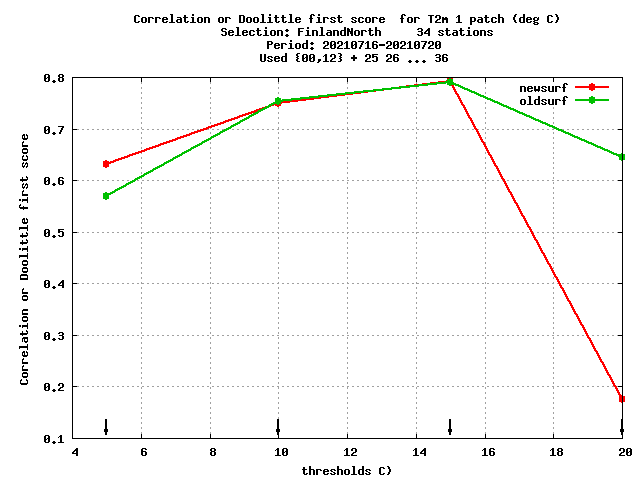 Correlation or Doolittle first score  for T2m 1 patch (deg C)
Selection: FinlandNorth     34 stations
Period: 20210716-20210720
Used {00,12} + 25 26 ... 36
newsurf
oldsurf
Correlation or Doolittle first score
0.8
0.7
0.6
0.5
0.4
0.3
0.2
0.1
4 6 8 10 12 14 16 18 20
thresholds C)